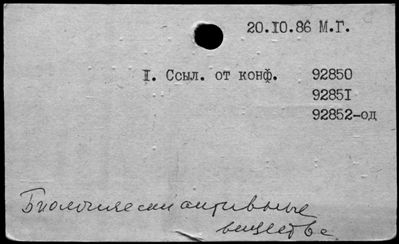 20.10.86 М.Г.
I. Ссыл. от конф. 92850
92851
92852-од
Биологически активные
вещества